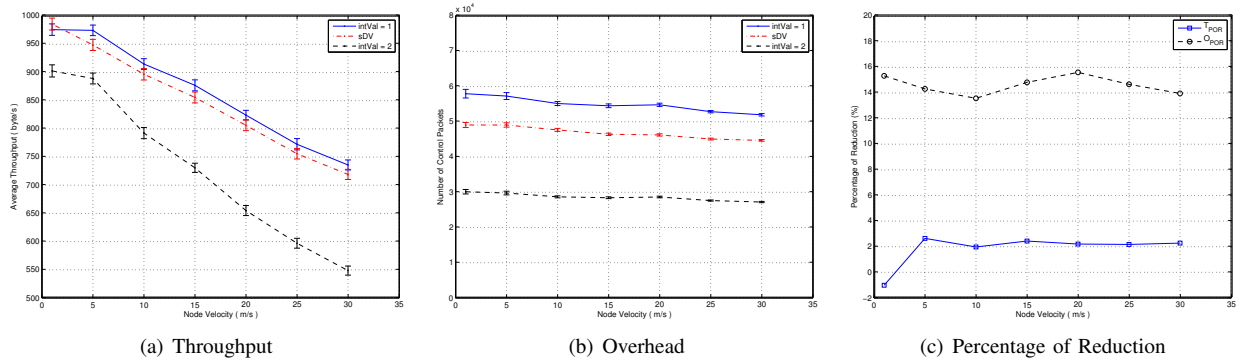 1000
950
900
850
800
750
700
650
600
550
500
Average Throughput ( byte/s )
0 5 10 15 20 25 30 35
Node Velocity ( m/s )
intVal = 1
sDV
intVal = 2
(a) Throughput
x 10^4
8
7
6
5
4
3
2
1
0
Number of Control Packets
0 5 10 15 20 25 30 35
Node Velocity ( m/s )
intVal = 1
sDV
intVal = 2
(b) Overhead
20
18
16
14
12
10
8
6
4
2
0
−2
Percentage of Reduction (%)
0 5 10 15 20 25 30 35
Node Velocity ( m/s )
T_POR
O_POR
(c) Percentage of Reduction